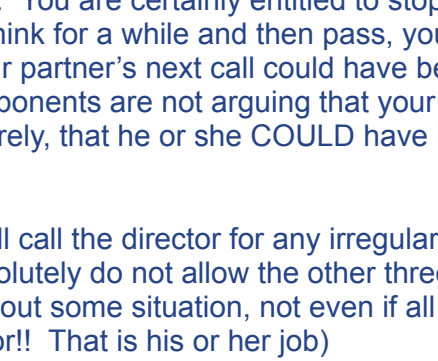 You are certainly entitled to stop
think for a while and then pass, you
r partner's next call could have be
ponents are not arguing that your
rely, that he or she COULD have
ll call the director for any irregular
solutely do not allow the other three
out some situation, not even if all
or!! That is his or her job)